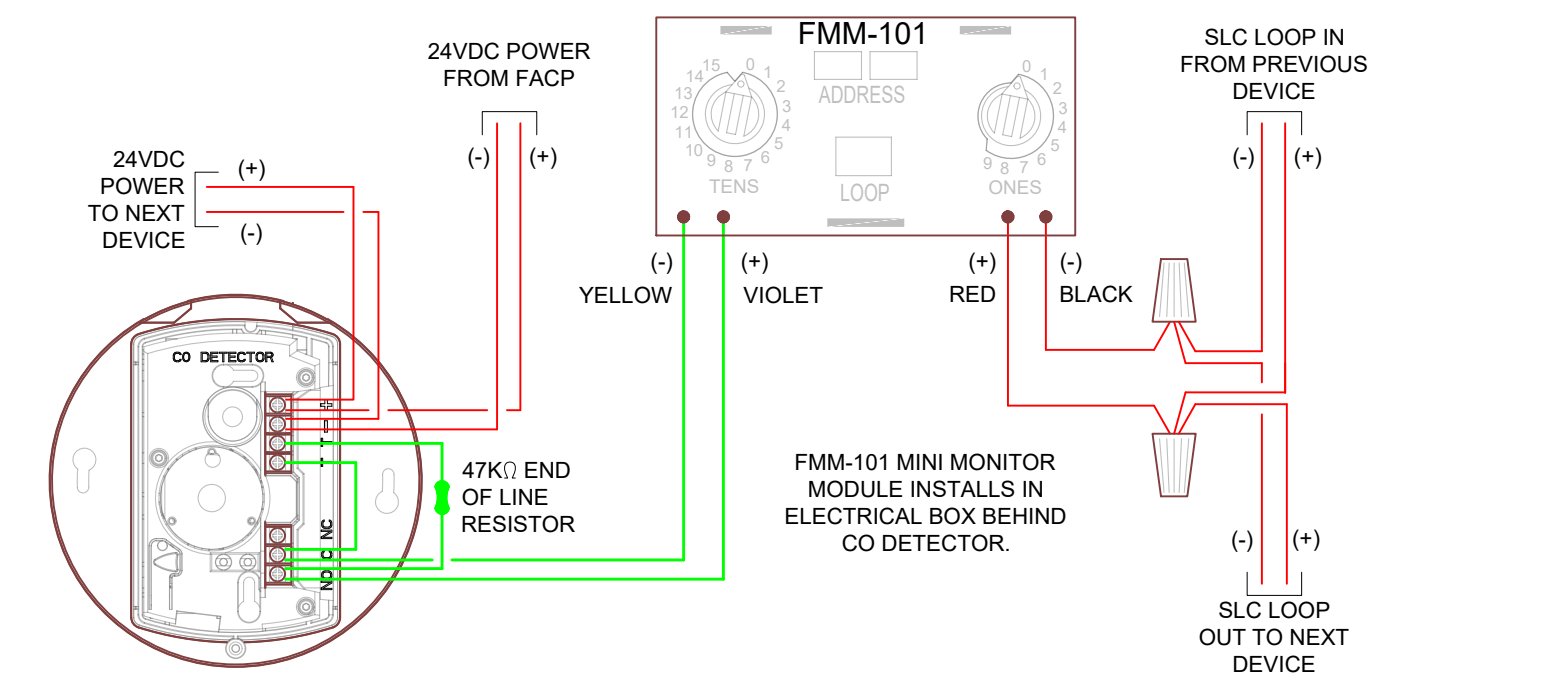 FMM-101
24VDC POWER
FROM FACP
(-)
(+)
24VDC
POWER
TO NEXT
DEVICE
(+)
(-)
15
0
1
2
3
4
5
6
7
8
9
10
11
12
13
14
TENS
ADDRESS
LOOP
0
1
2
3
4
5
6
7
8
9
ONES
SLC LOOP IN
FROM PREVIOUS
DEVICE
(-)
(+)
(-)
YELLOW
(+)
VIOLET
(+)
RED
(-)
BLACK
CO DETECTOR
+
-
T
T
NC
C
NO
47KΩ END
OF LINE
RESISTOR
FMM-101 MINI MONITOR
MODULE INSTALLS IN
ELECTRICAL BOX BEHIND
CO DETECTOR.
(-)
(+)
SLC LOOP
OUT TO NEXT
DEVICE